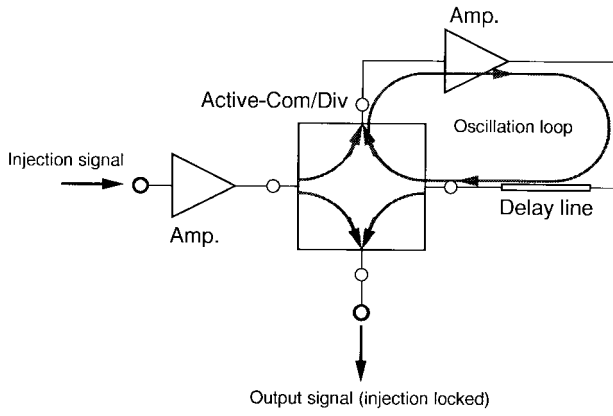 Amp.
Active-Com/Div
Oscillation loop
Injection signal
Amp.
Delay line
Output signal (injection locked)